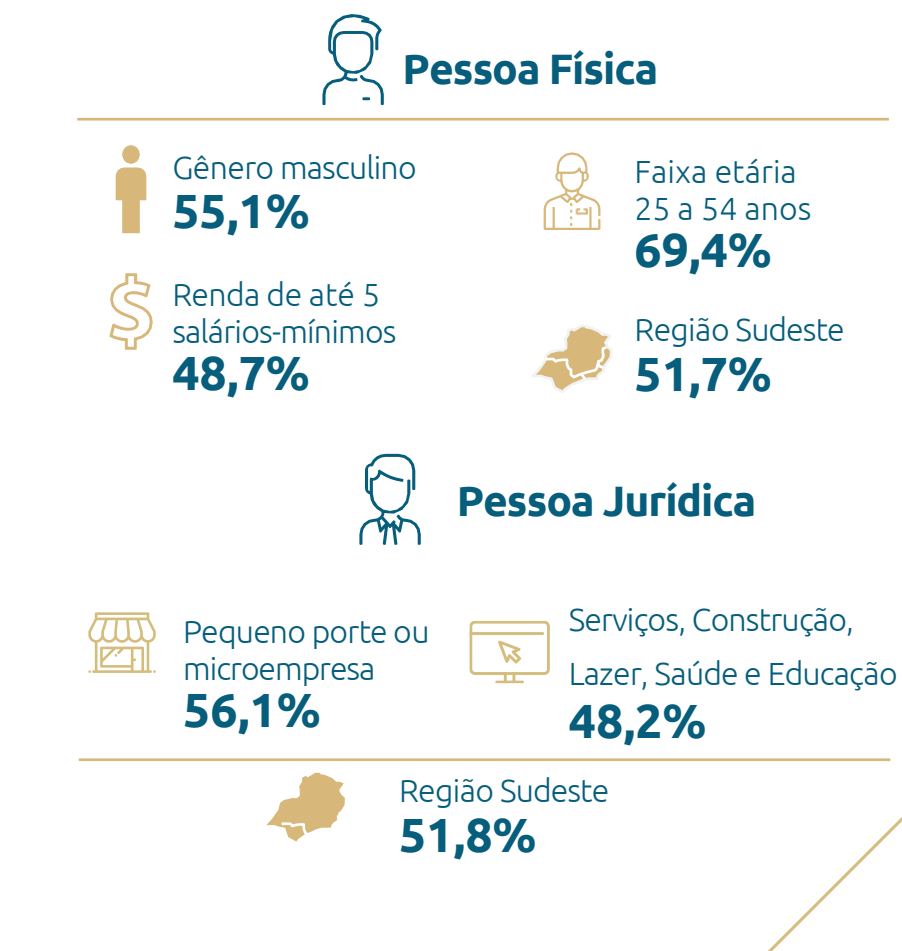 Pessoa Física
Gênero masculino
55,1%
Faixa etária
25 a 54 anos
69,4%
Renda de até 5
salários-mínimos
48,7%
Região Sudeste
51,7%
Pessoa Jurídica
Pequeno porte ou
microempresa
56,1%
Serviços, Construção,
Lazer, Saúde e Educação
48,2%
Região Sudeste
51,8%